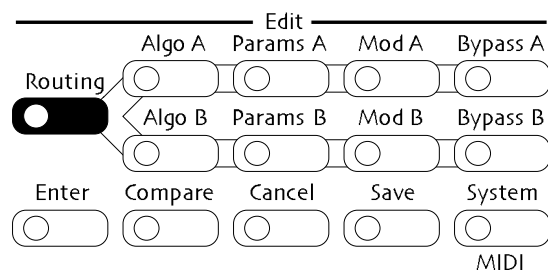 Edit
Algo A Params A Mod A Bypass A
Routing
Algo B Params B Mod B Bypass B
Enter Compare Cancel Save System
MIDI